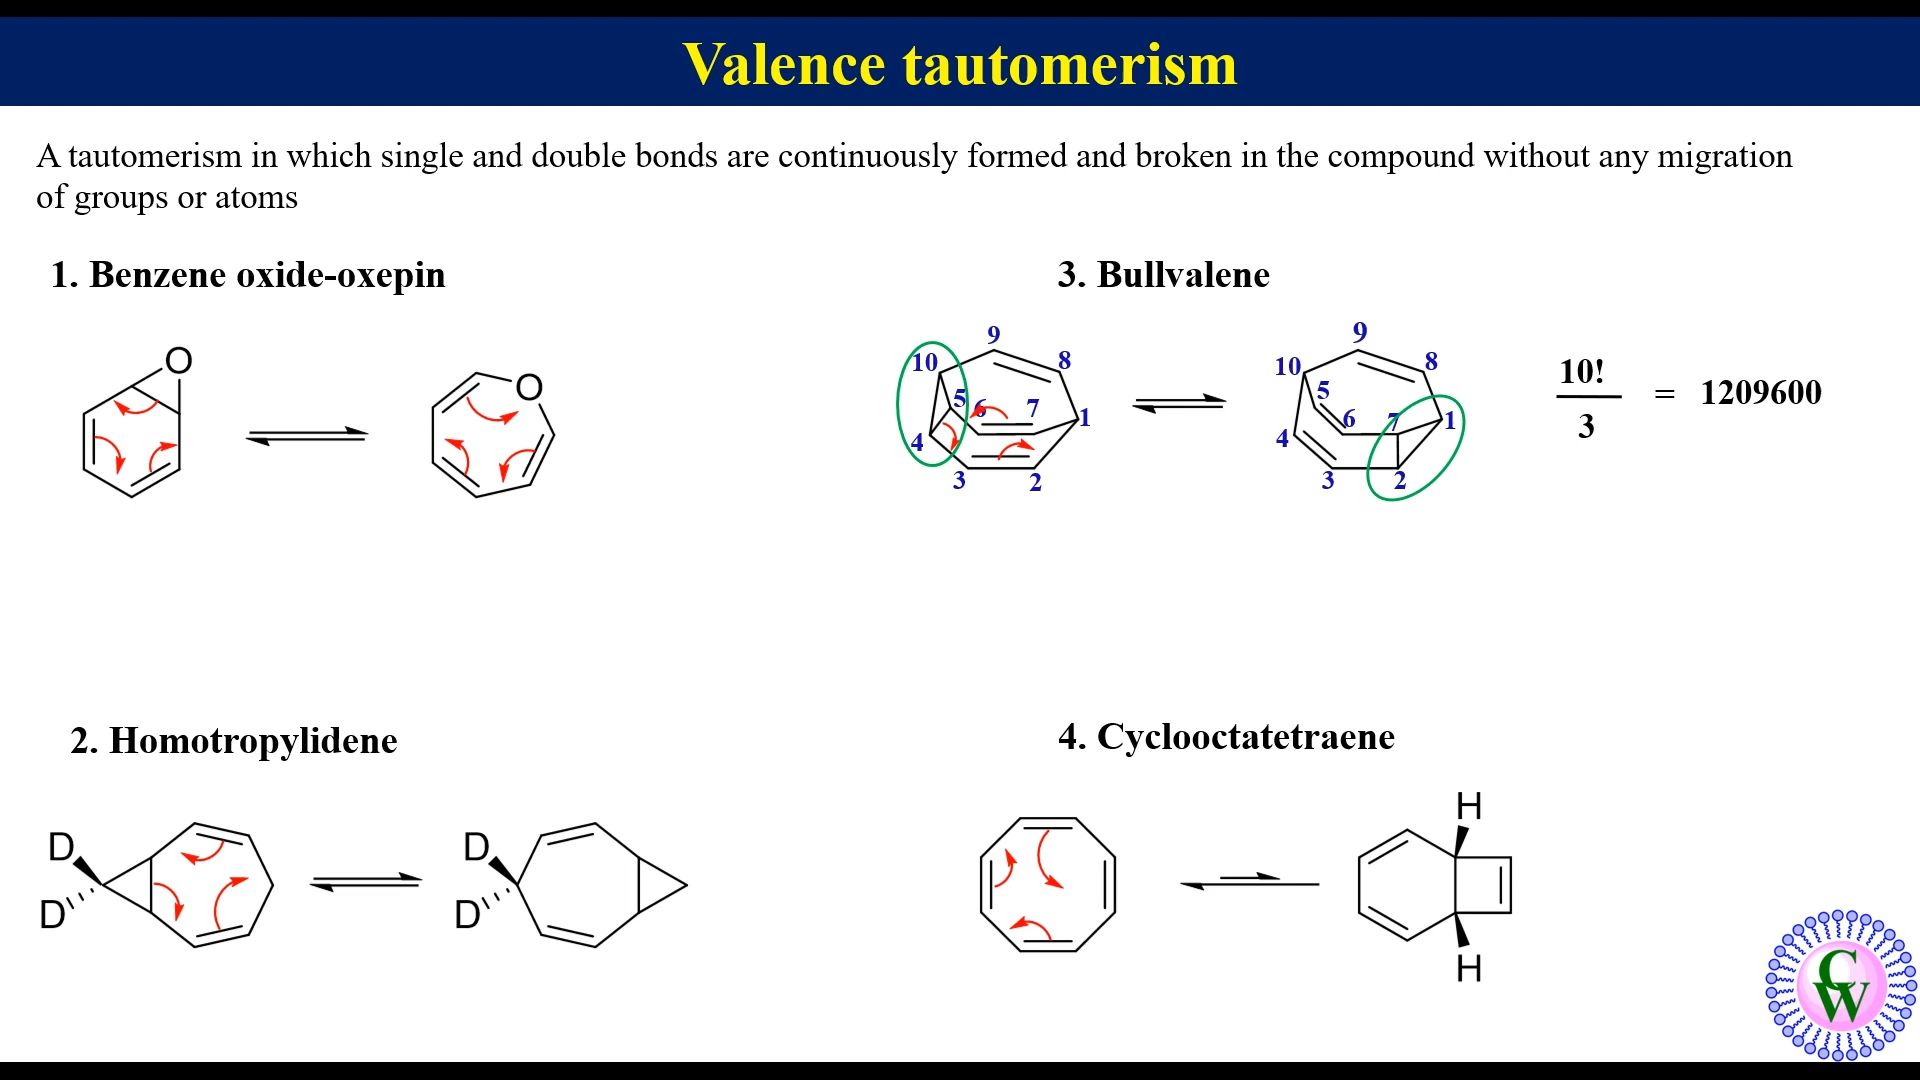 Valence tautomerism
A tautomerism in which single and double bonds are continuously formed and broken in the compound without any migration
of groups or atoms
1. Benzene oxide-oxepin
O
O
3. Bullvalene
9
10
8
5
6
7
1
4
3
2
9
10
8
5
6
7
1
4
3
2
10!
3
= 1209600
2. Homotropylidene
D
D
D
D
4. Cyclooctatetraene
H
H
C
W